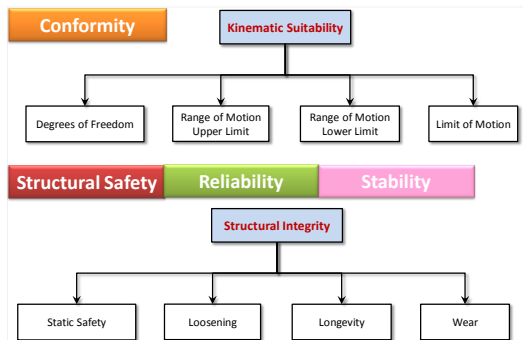 Conformity
Kinematic Suitability
Degrees of Freedom
Range of Motion
Upper Limit
Range of Motion
Lower Limit
Limit of Motion
Structural Safety
Reliability
Stability
Structural Integrity
Static Safety
Loosening
Longevity
Wear